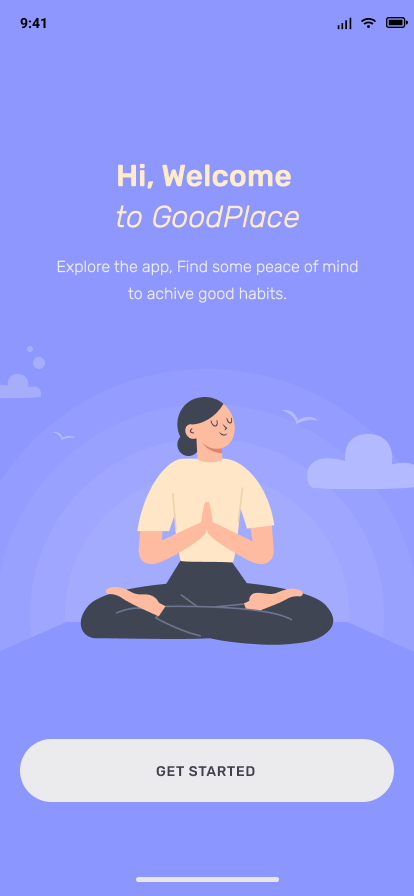 9:41
Hi, Welcome
to GoodPlace
Explore the app, Find some peace of mind
to achive good habits.
GET STARTED